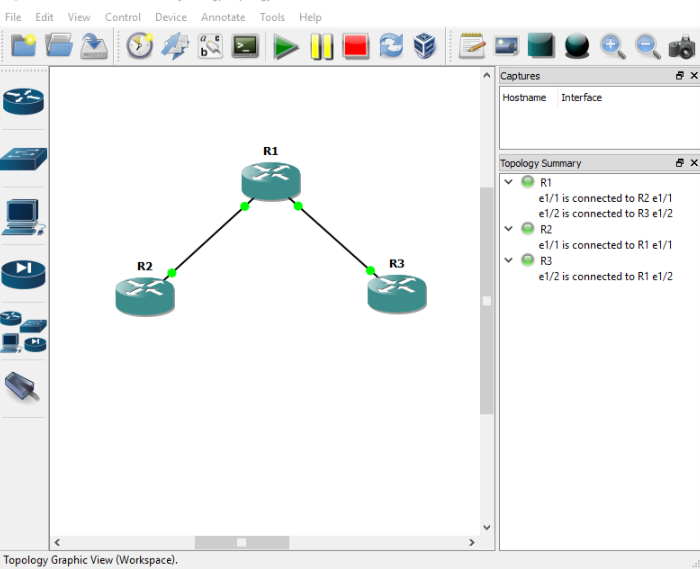 File Edit View Control Device Annotate Tools Help
Captures
Hostname Interface
R1
R2
R3
Topology Summary
R1
e1/1 is connected to R2 e1/1
e1/2 is connected to R3 e1/2
R2
e1/1 is connected to R1 e1/1
R3
e1/2 is connected to R1 e1/2
Topology Graphic View (Workspace).